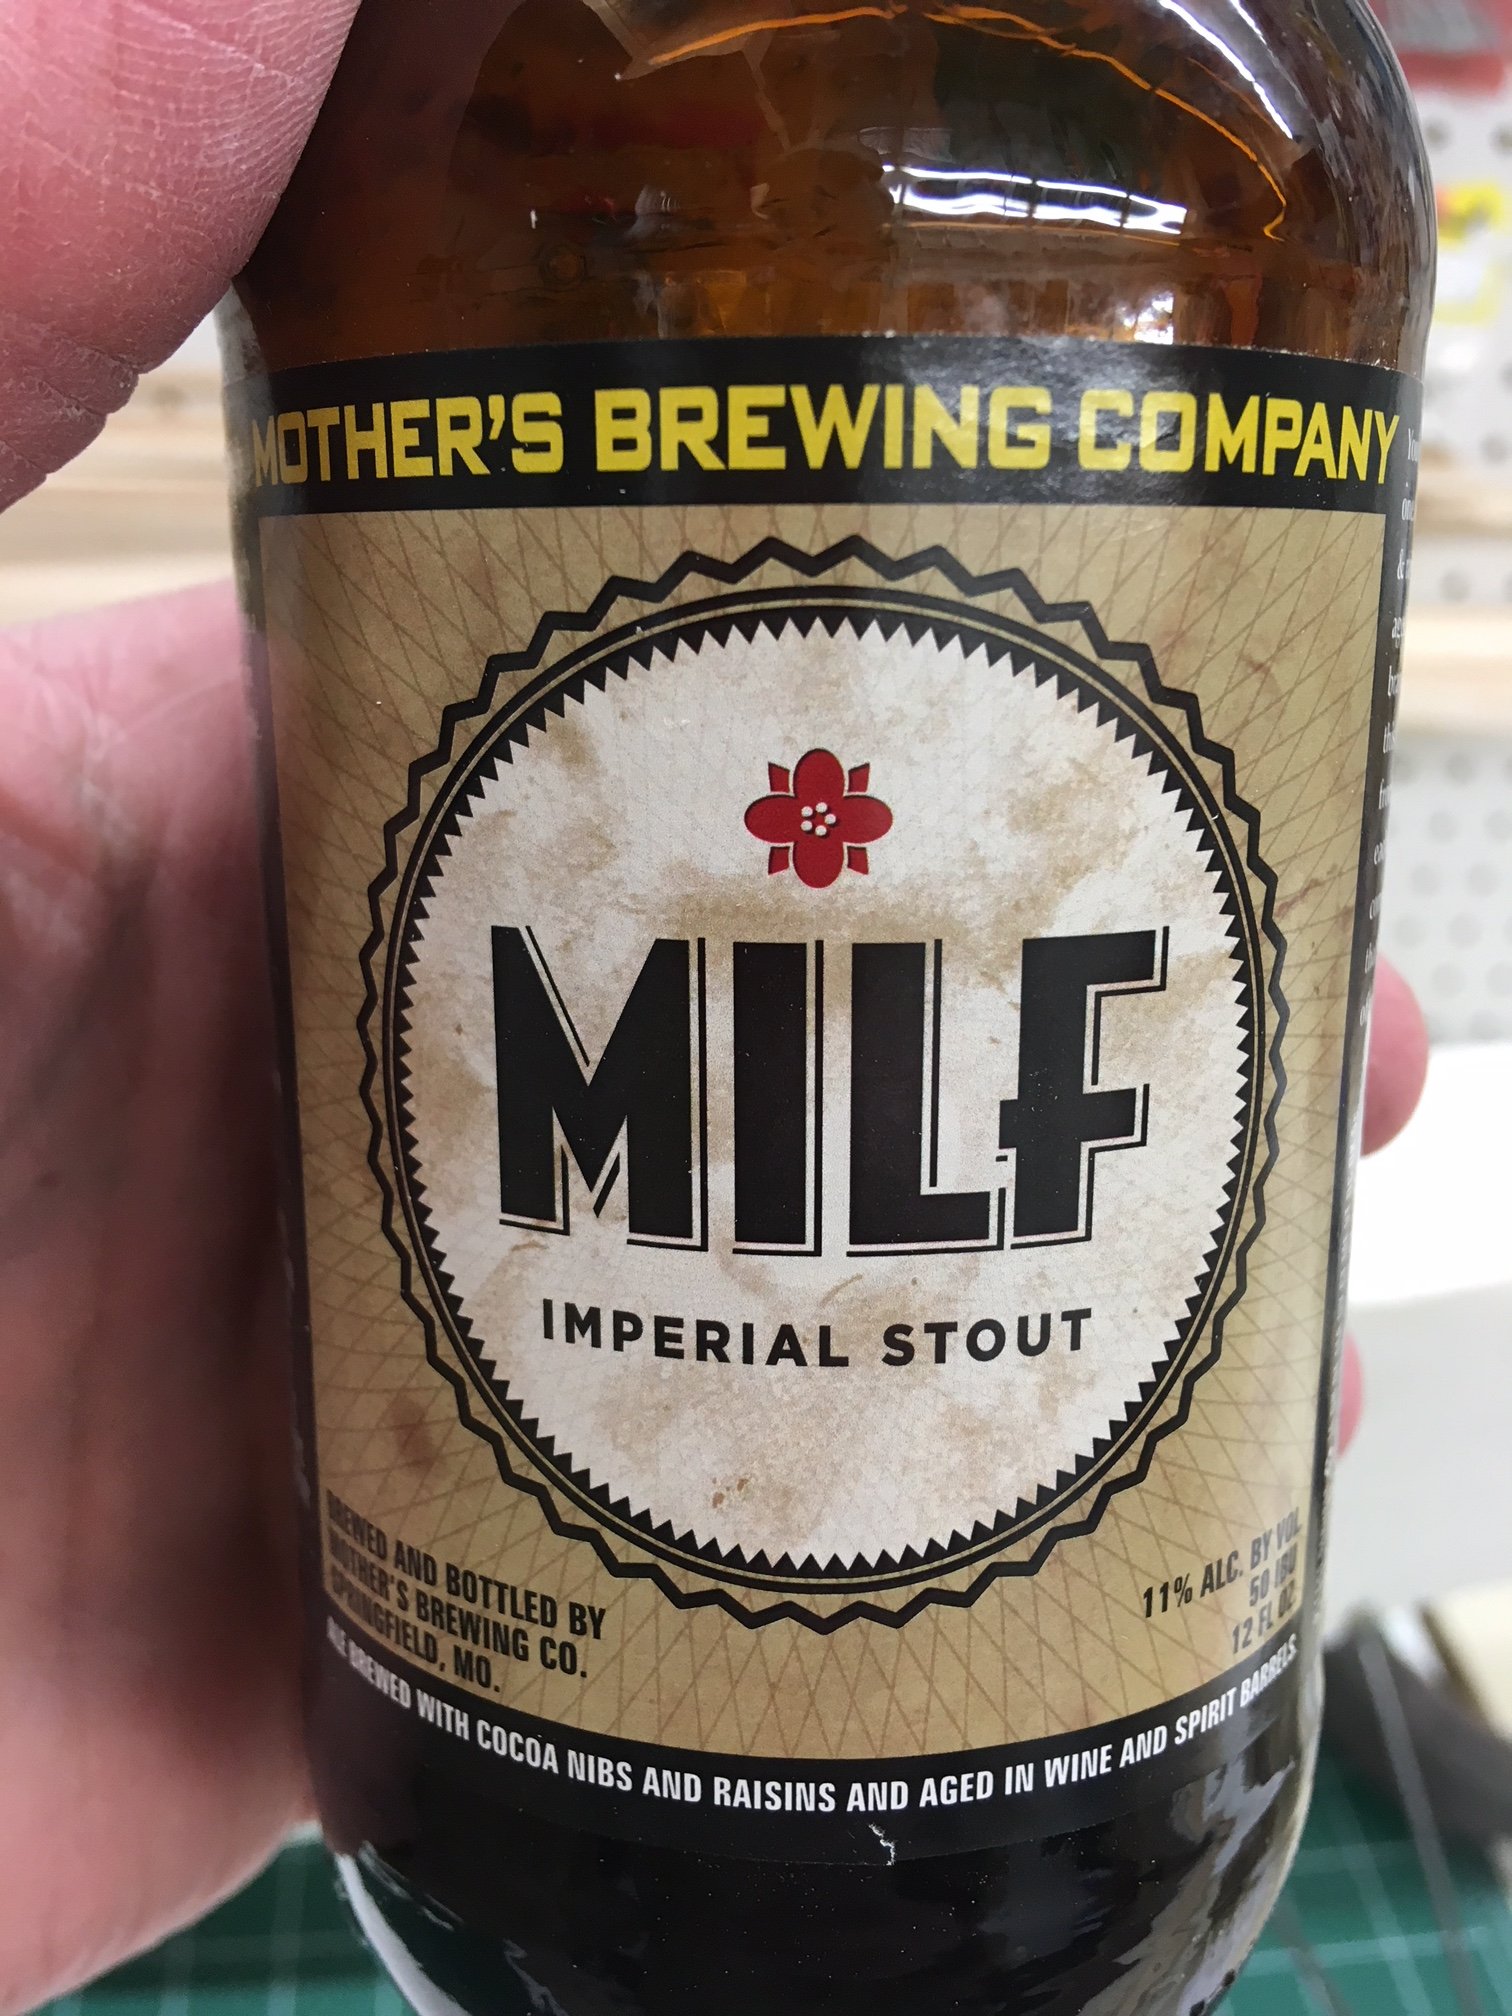 MOTHER'S BREWING COMPANY
MILF
IMPERIAL STOUT
BREWED AND BOTTLED BY
MOTHER'S BREWING CO.
SPRINGFIELD, MO.
11% ALC. BY VOL
50 IBU
12 FL OZ
ALE BREWED WITH COCOA NIBS AND RAISINS AND AGED IN WINE AND SPIRIT BARRELS